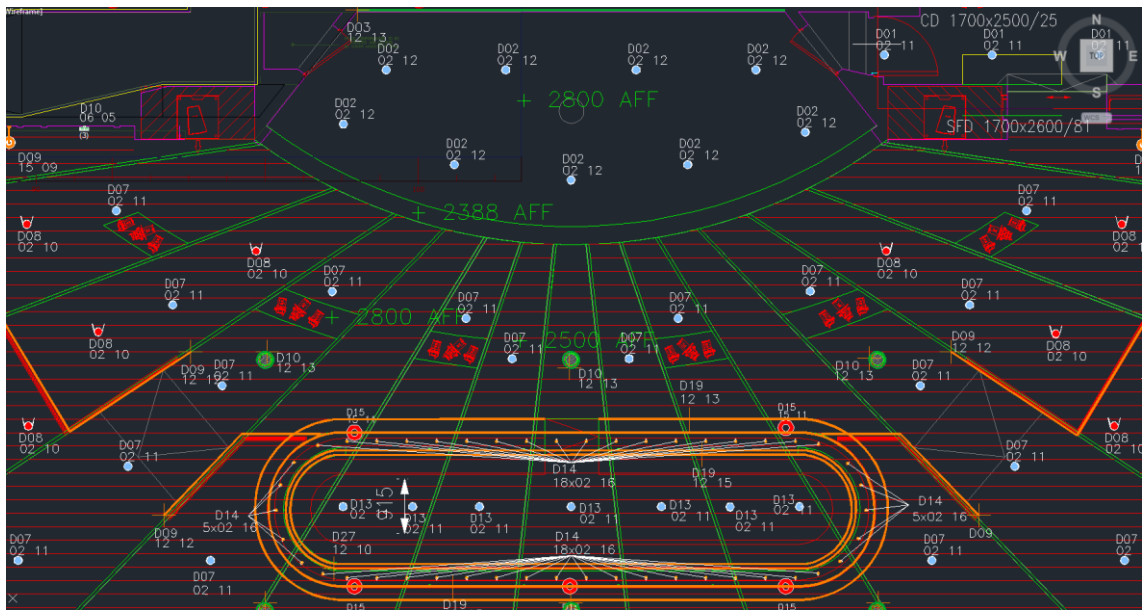 Wireframe]
CD 1700x2500/25
N
W
E
S
WCS
D03
12 13
D02
02 12
D02
02 12
D02
02 12
D02
02 12
D01
02 11
D01
02 11
D01
02 11
+ 2800 AFF
D10
06 05
(3)
D02
02 12
D02
02 12
SFD 1700x2600/81
D09
15 09
D02
02 12
D02
02 12
D02
02 12
D07
02 11
+ 2388 AFF
D07
02 11
D08
02 10
D08
02 10
D08
02 10
D08
02 10
D07
02 11
D07
02 11
D07
02 11
D07
02 11
D07
02 11
+ 2800 AFF
D07
02 11
D08
02 10
D07
02 11
+ 2500 AFF
D07
02 11
D08
02 10
D09
12 12
D10
12 13
D10
12 13
D10
12 13
D09
12 12
D07
02 11
D07
02 11
D19
12 13
D08
02 10
D15
15 11
D15
15 11
D08
02 10
D07
02 11
D14
18x02 16
D19
12 15
D07
02 11
D14
5x02 16
D13
02 11
915
D13
02 11
D13
02 11
D13
02 11
D13
02 11
D13
02 11
D13
02 11
D14
5x02 16
D09
12 12
D27
12 10
D14
18x02 16
D09
D07
02 11
D07
02 11
D07
02 11
D07
02 11
D15
D19
D15
X